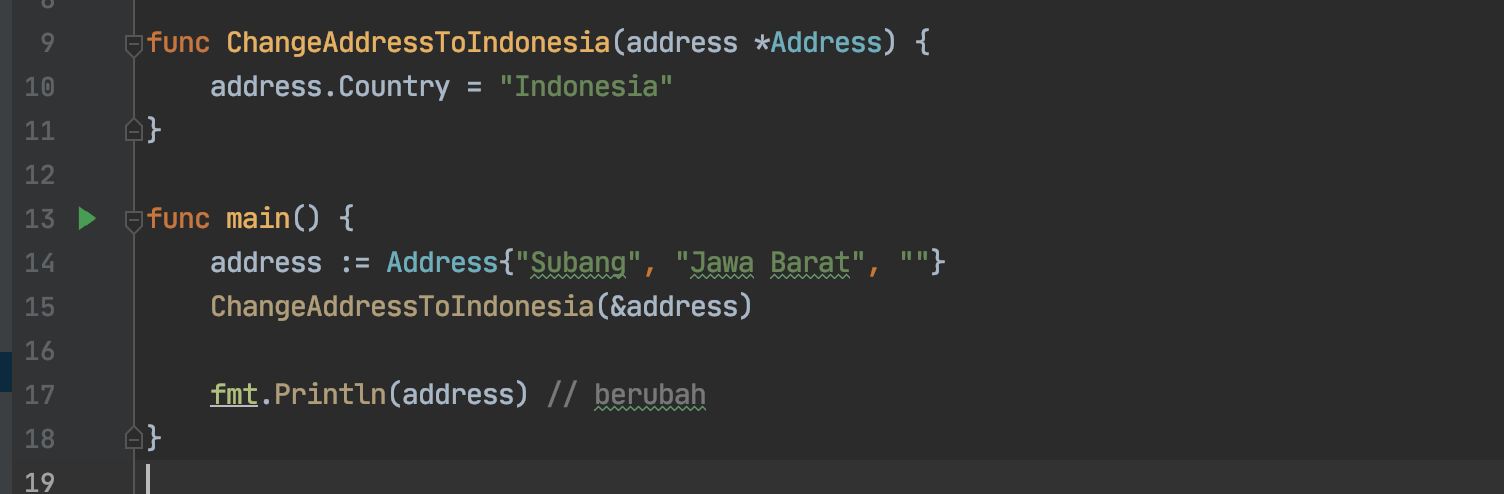 8
9 func ChangeAddressToIndonesia(address *Address) {
10 address.Country = "Indonesia"
11 }
12
13 func main() {
14 address := Address{"Subang", "Jawa Barat", ""}
15 ChangeAddressToIndonesia(&address)
16
17 fmt.Println(address) // berubah
18 }
19